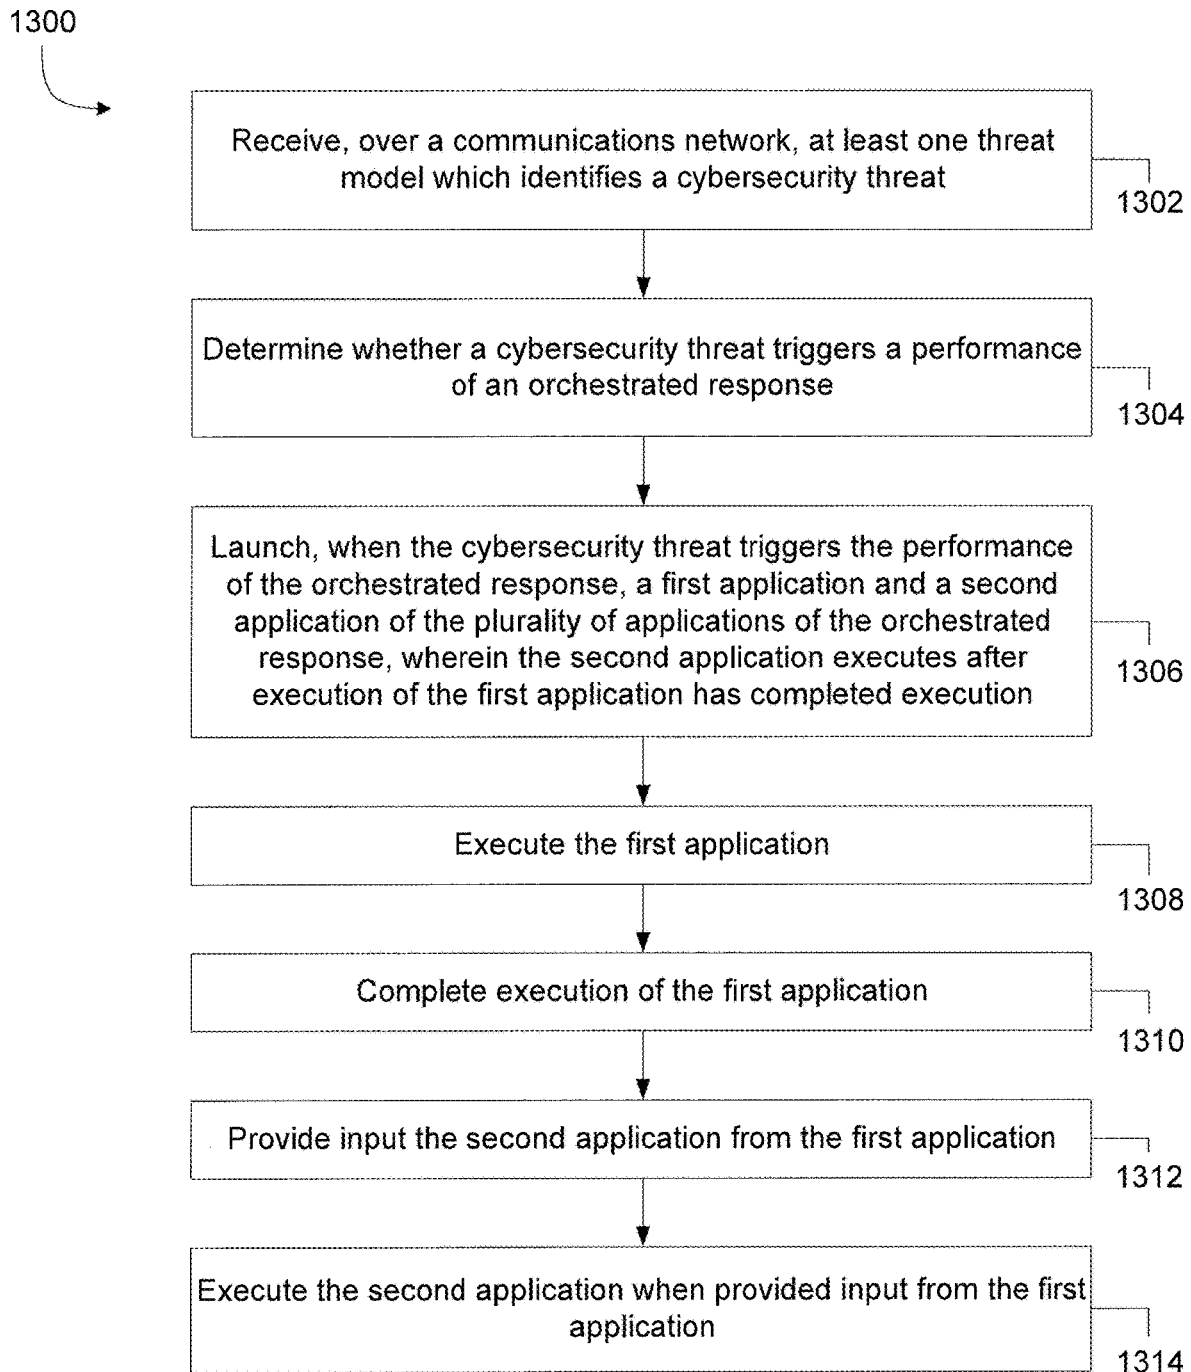 1300
Receive, over a communications network, at least one threat
model which identifies a cybersecurity threat
1302
Determine whether a cybersecurity threat triggers a performance
of an orchestrated response
1304
Launch, when the cybersecurity threat triggers the performance
of the orchestrated response, a first application and a second
application of the plurality of applications of the orchestrated
response, wherein the second application executes after
execution of the first application has completed execution
1306
Execute the first application
1308
Complete execution of the first application
1310
Provide input the second application from the first application
1312
Execute the second application when provided input from the first
application
1314